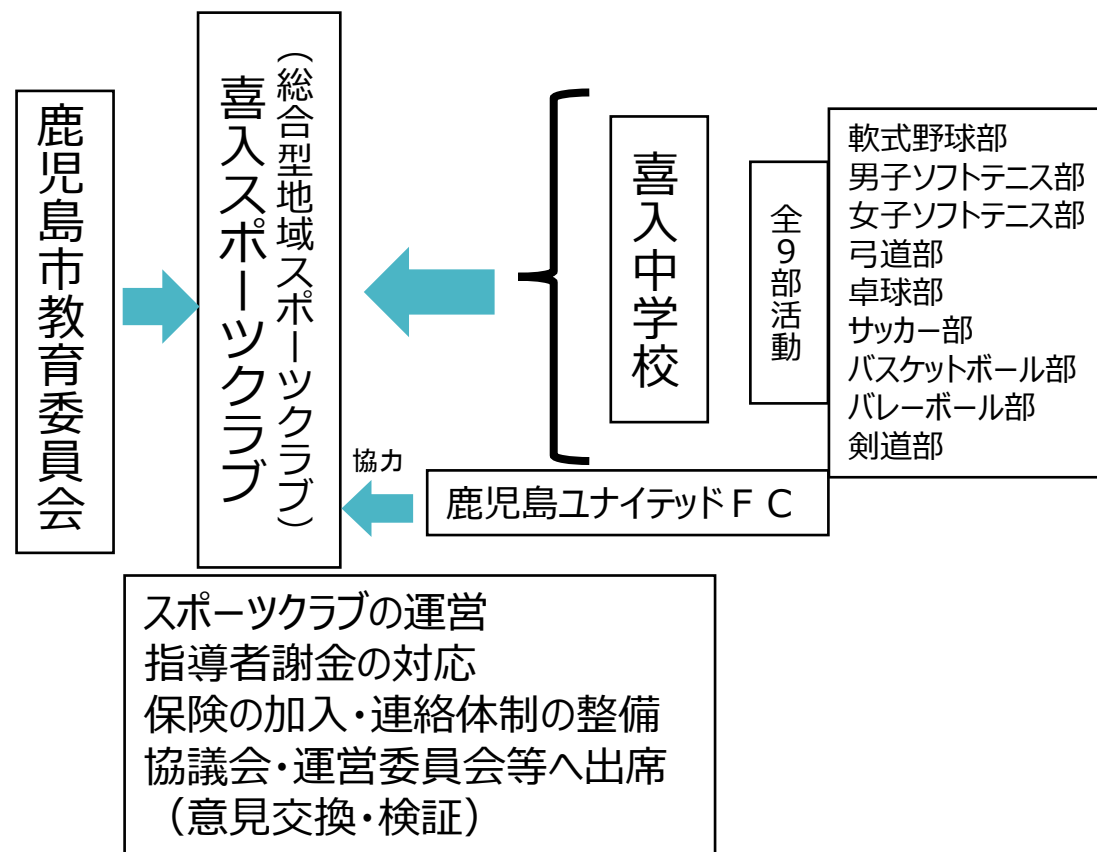 鹿児島市教育委員会
喜入スポーツクラブ
（総合型地域スポーツクラブ）
喜入中学校
全９部活動
軟式野球部
男子ソフトテニス部
女子ソフトテニス部
弓道部
卓球部
サッカー部
バスケットボール部
バレーボール部
剣道部
協力
鹿児島ユナイテッドＦＣ
スポーツクラブの運営
指導者謝金の対応
保険の加入・連絡体制の整備
協議会・運営委員会等へ出席
（意見交換・検証）